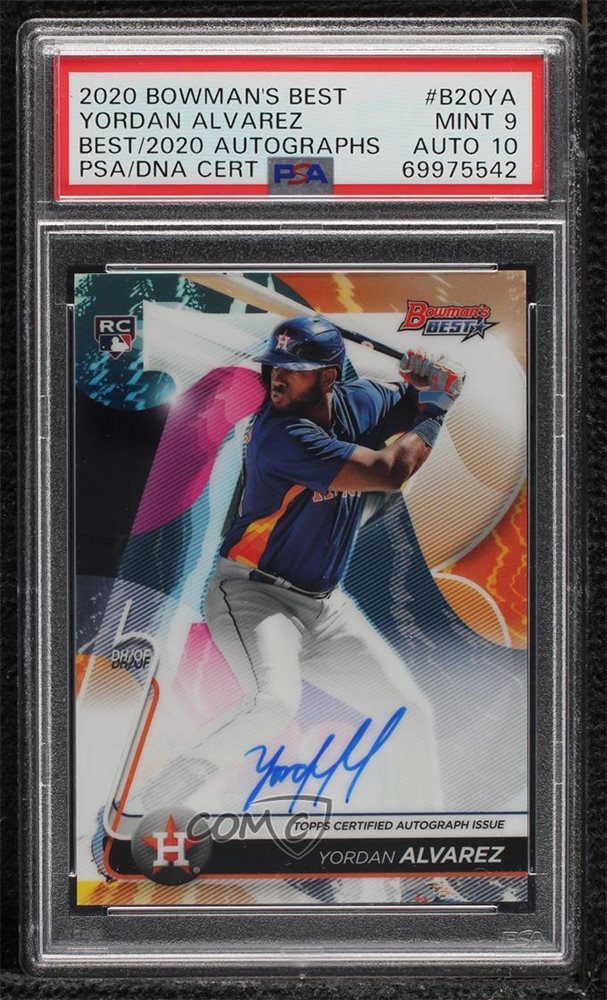 2020 BOWMAN'S BEST #B20YA
YORDAN ALVAREZ MINT 9
BEST/2020 AUTOGRAPHS AUTO 10
PSA/DNA CERT PSA 69975542
RC
Bowman's
BEST
H
DH/OF
TOPPS CERTIFIED AUTOGRAPH ISSUE
H
COMC
YORDAN ALVAREZ
PSA